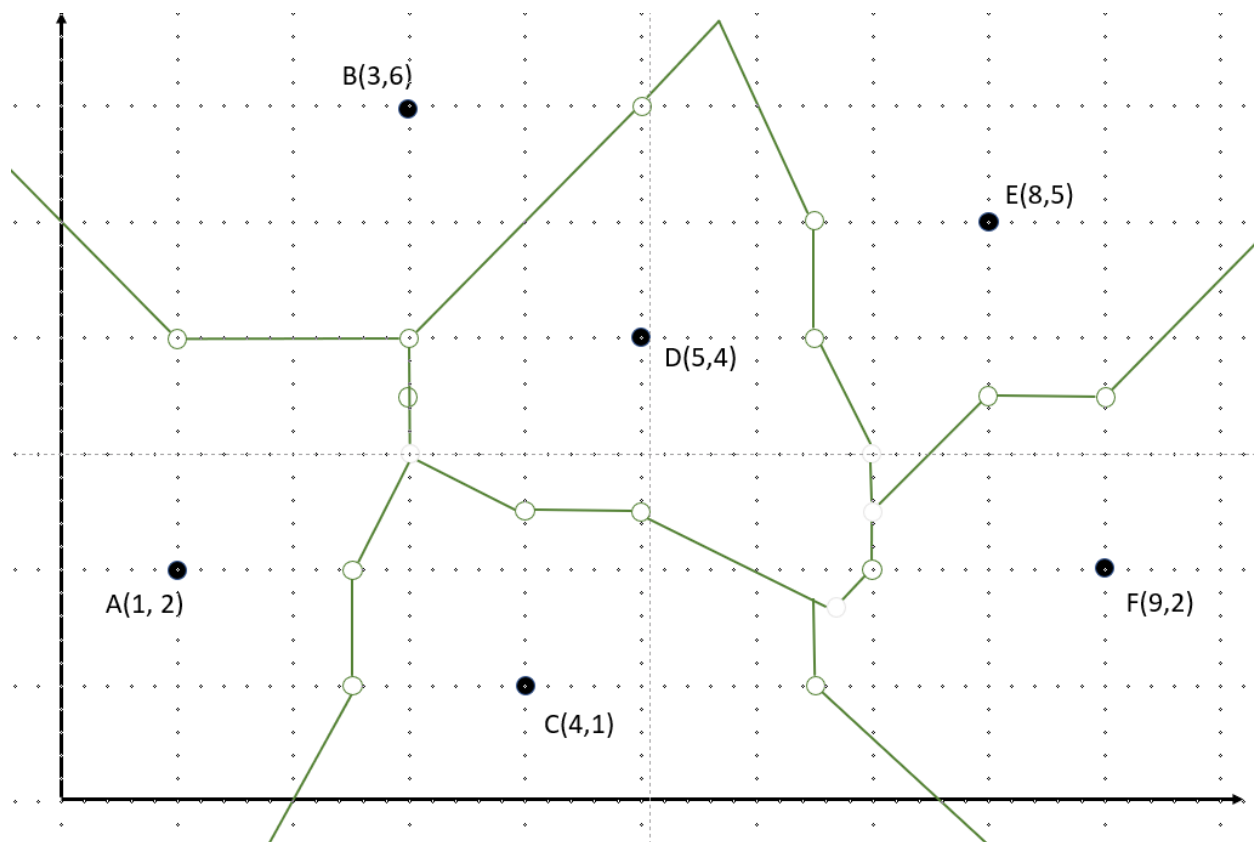 B(3,6)
E(8,5)
D(5,4)
A(1, 2)
F(9,2)
C(4,1)